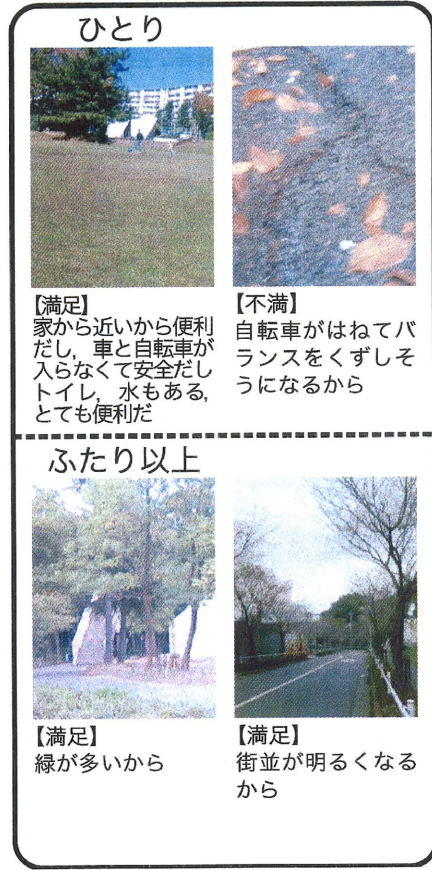 ひとり
【満足】
家から近いから便利
だし，車と自転車が
入らなくて安全だし
トイレ，水もある，
とても便利だ
【不満】
自転車がはねてバ
ランスをくずしそ
うになるから
ふたり以上
【満足】
緑が多いから
【満足】
街並が明るくなる
から